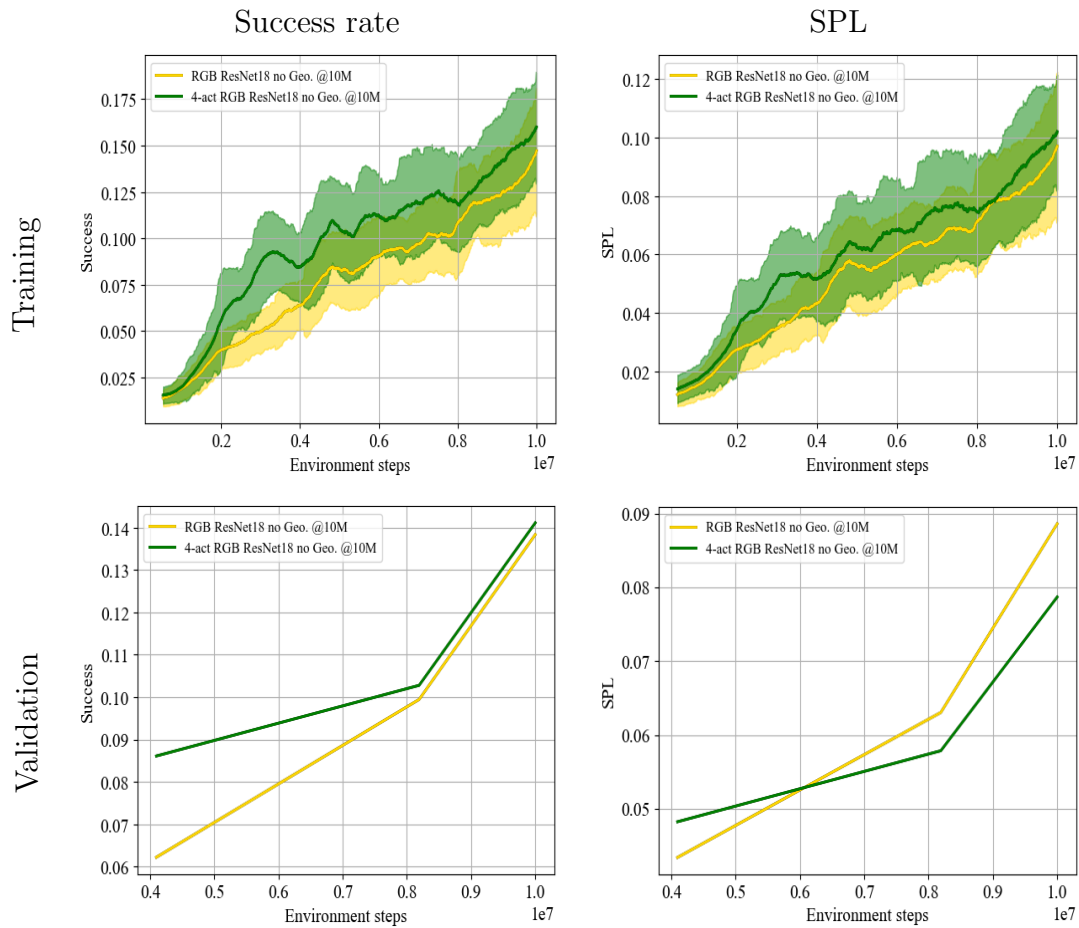 Success rate
SPL
Training
Validation
RGB ResNet18 no Geo. @10M
4-act RGB ResNet18 no Geo. @10M
Success
0.175
0.150
0.125
0.100
0.075
0.050
0.025
0.2 0.4 0.6 0.8 1.0
1e7
Environment steps
RGB ResNet18 no Geo. @10M
4-act RGB ResNet18 no Geo. @10M
SPL
0.12
0.10
0.08
0.06
0.04
0.02
0.2 0.4 0.6 0.8 1.0
1e7
Environment steps
RGB ResNet18 no Geo. @10M
4-act RGB ResNet18 no Geo. @10M
Success
0.14
0.13
0.12
0.11
0.10
0.09
0.08
0.07
0.06
0.4 0.5 0.6 0.7 0.8 0.9 1.0
1e7
Environment steps
RGB ResNet18 no Geo. @10M
4-act RGB ResNet18 no Geo. @10M
SPL
0.09
0.08
0.07
0.06
0.05
0.4 0.5 0.6 0.7 0.8 0.9 1.0
1e7
Environment steps